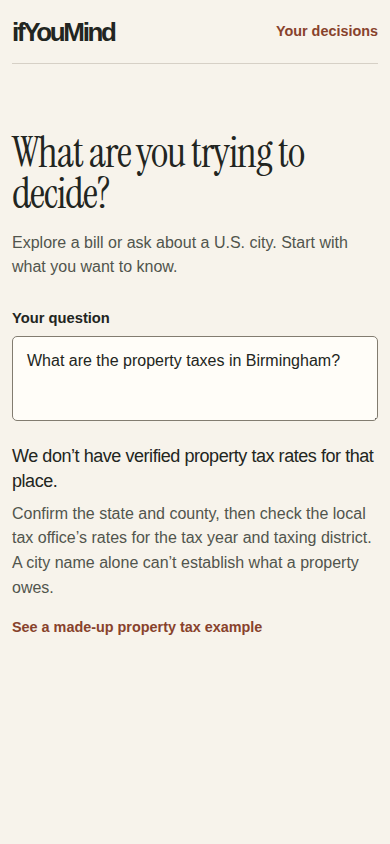 ifYouMind
Your decisions
What are you trying to
decide?
Explore a bill or ask about a U.S. city. Start with
what you want to know.
Your question
What are the property taxes in Birmingham?
We don’t have verified property tax rates for that
place.
Confirm the state and county, then check the local
tax office’s rates for the tax year and taxing district.
A city name alone can’t establish what a property
owes.
See a made-up property tax example